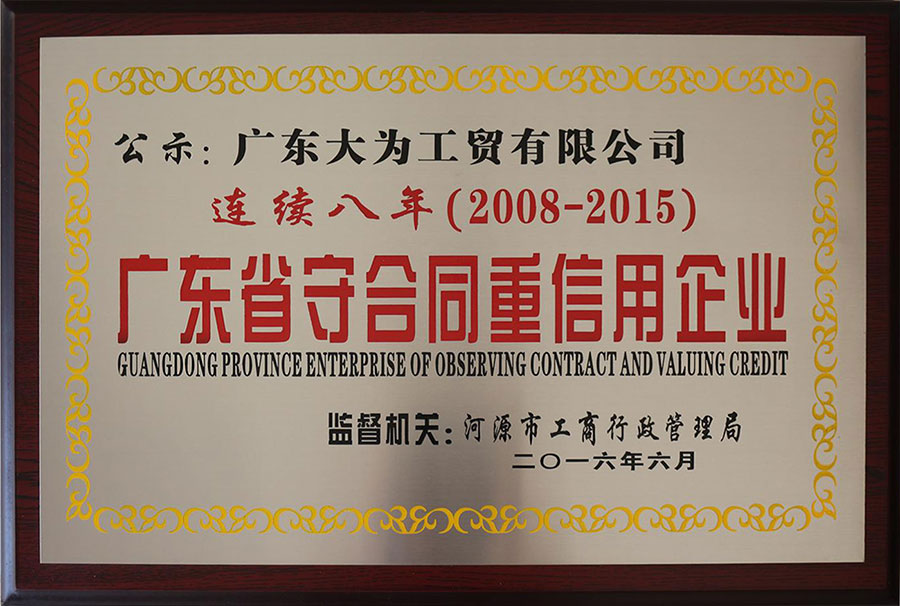 公示：广东大为工贸有限公司
连续八年(2008-2015)
广东省守合同重信用企业
GUANGDONG PROVINCE ENTERPRISE OF OBSERVING CONTRACT AND VALUING CREDIT
监督机关：河源市工商行政管理局
二〇一六年六月